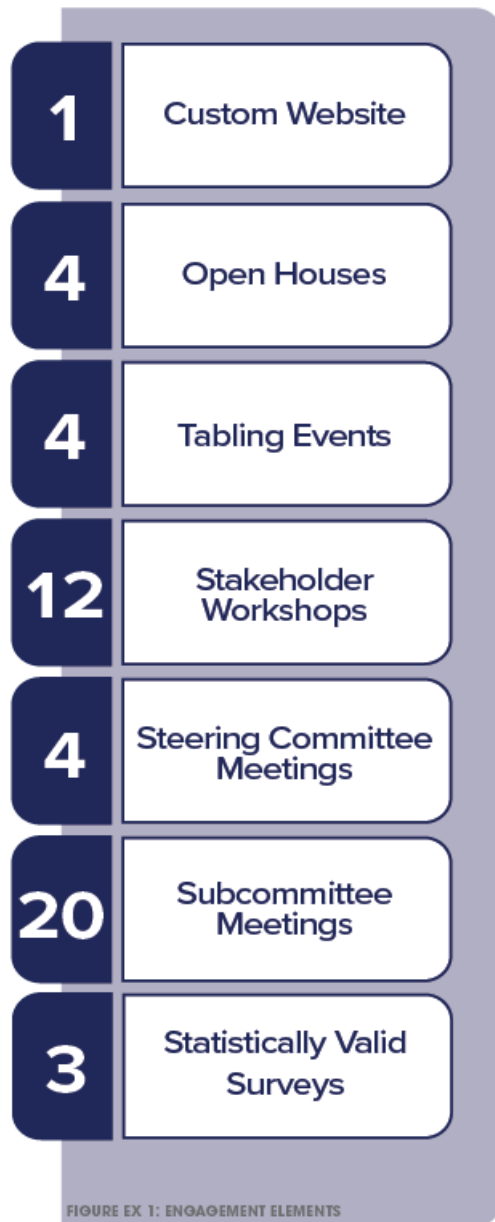 1
Custom Website
4
Open Houses
4
Tabling Events
12
Stakeholder
Workshops
4
Steering Committee
Meetings
20
Subcommittee
Meetings
3
Statistically Valid
Surveys
FIGURE EX 1: ENGAGEMENT ELEMENTS